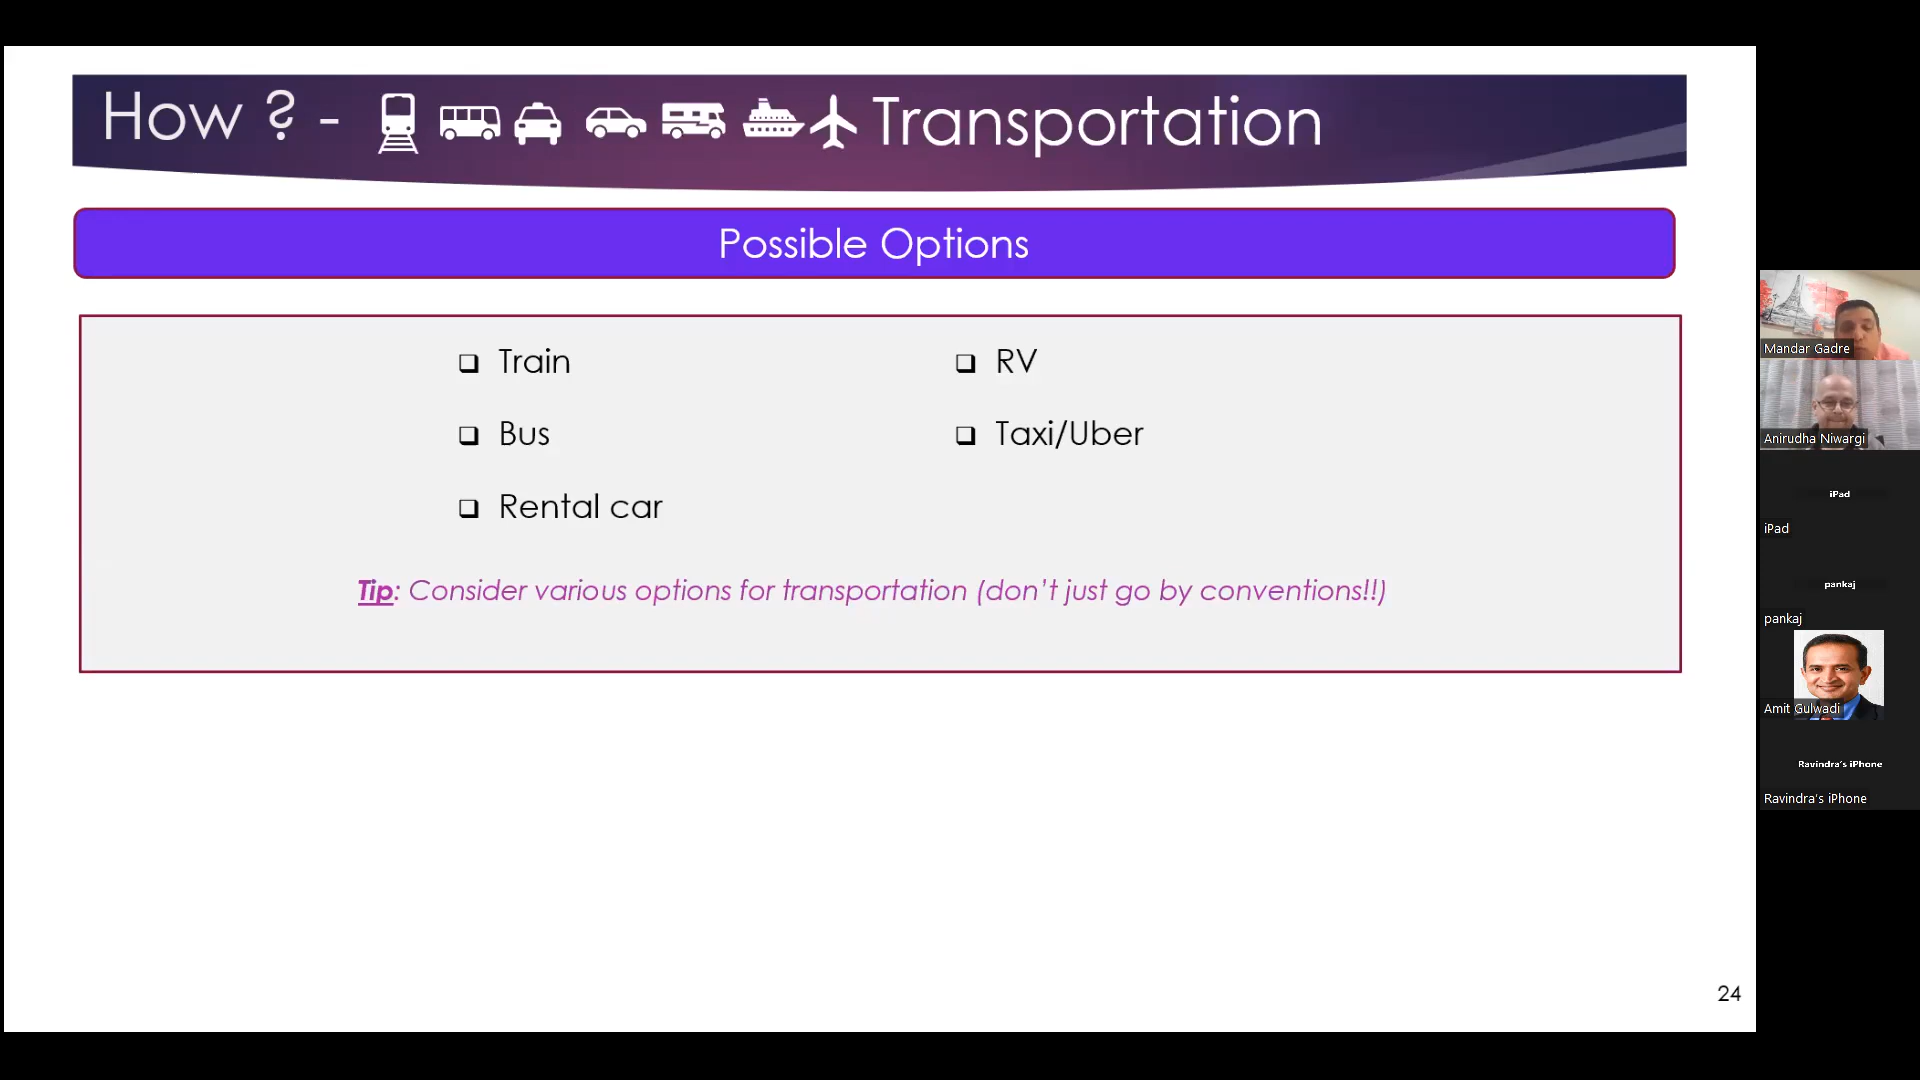 How ? - Transportation
Possible Options
❑ Train
❑ Bus
❑ Rental car
❑ RV
❑ Taxi/Uber
Tip: Consider various options for transportation (don’t just go by conventions!!)
24
Mandar Gadre
Anirudha Niwargi
iPad
iPad
pankaj
pankaj
Amit Gulwadi
Ravindra's iPhone
Ravindra's iPhone